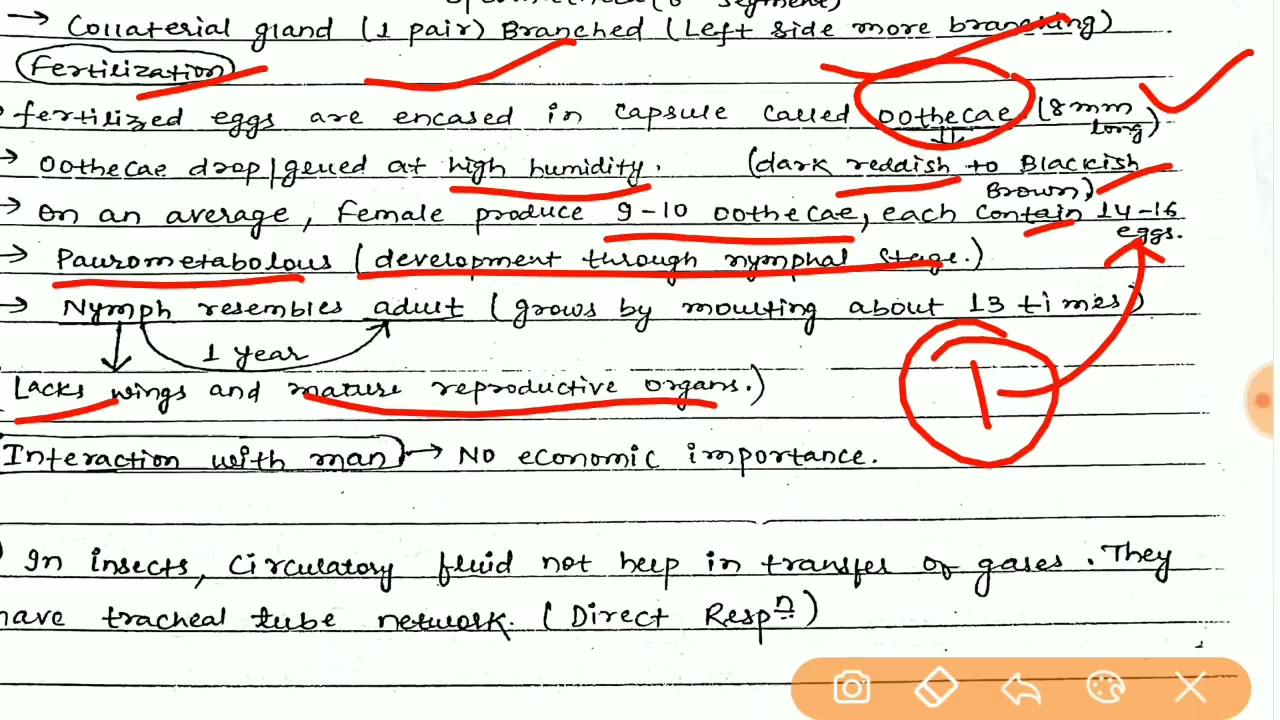 → Collaterial gland (1 pair) Branched (Left side more branching)
Fertilization
fertilized eggs are encased in capsule called oothecae (8mm long)
→ oothecae drop/glued at high humidity. (dark reddish to Blackish Brown)
→ on an average, female produce 9-10 oothecae, each contain 14-16 eggs.
→ Paurometabolous (development through nymphal stage.)
→ Nymph resembles adult (grows by moulting about 13 times)
1 year
Lacks wings and mature reproductive organs.)
1
Interaction with man → No economic importance.
In insects, circulatory fluid not help in transfer of gases. They
have tracheal tube network. (Direct Respⁿ)